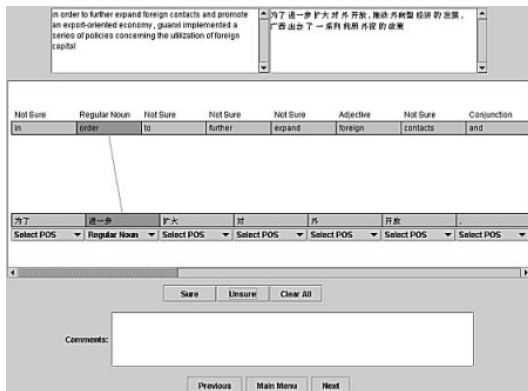 in order to further expand foreign contacts and promote
an export-oriented economy , guanxi implemented a
series of policies concerning the utilization of foreign
capital
为了 进一步 扩大 对 外 开放 , 推动 外向型 经济 的 发展 ,
广西 出台 了 一 系列 利用 外资 的 政策
Not Sure Regular Noun Not Sure Not Sure Not Sure Adjective Not Sure Conjunction
in order to further expand foreign contacts and
为了 进一步 扩大 对 外 开放 ,
Select POS Regular Noun Select POS Select POS Select POS Select POS Select POS
Sure Unsure Clear All
Comments:
Previous Main Menu Next